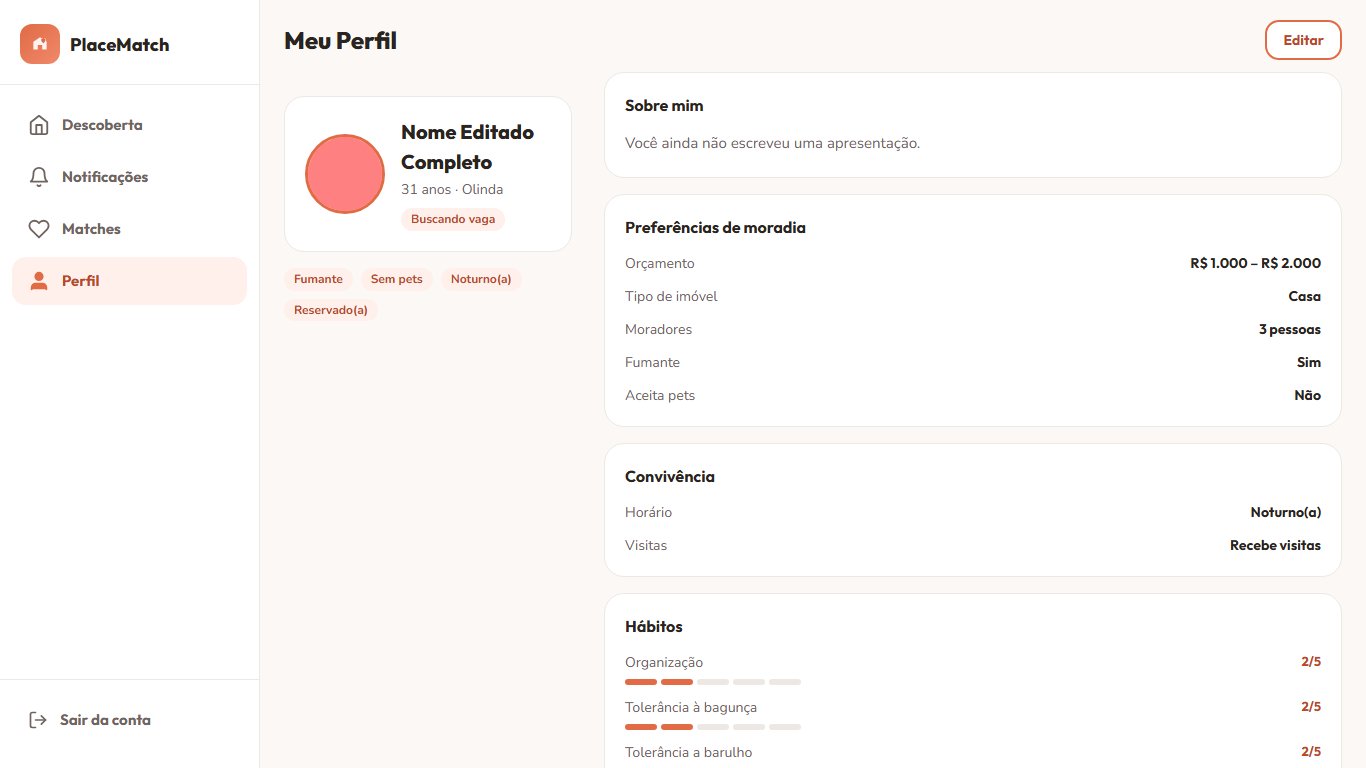 PlaceMatch
Descoberta
Notificações
Matches
Perfil
Sair da conta
Meu Perfil
Editar
Nome Editado
Completo
31 anos · Olinda
Buscando vaga
Fumante Sem pets Noturno(a)
Reservado(a)
Sobre mim
Você ainda não escreveu uma apresentação.
Preferências de moradia
Orçamento R$ 1.000 – R$ 2.000
Tipo de imóvel Casa
Moradores 3 pessoas
Fumante Sim
Aceita pets Não
Convivência
Horário Noturno(a)
Visitas Recebe visitas
Hábitos
Organização 2/5
Tolerância à bagunça 2/5
Tolerância a barulho 2/5